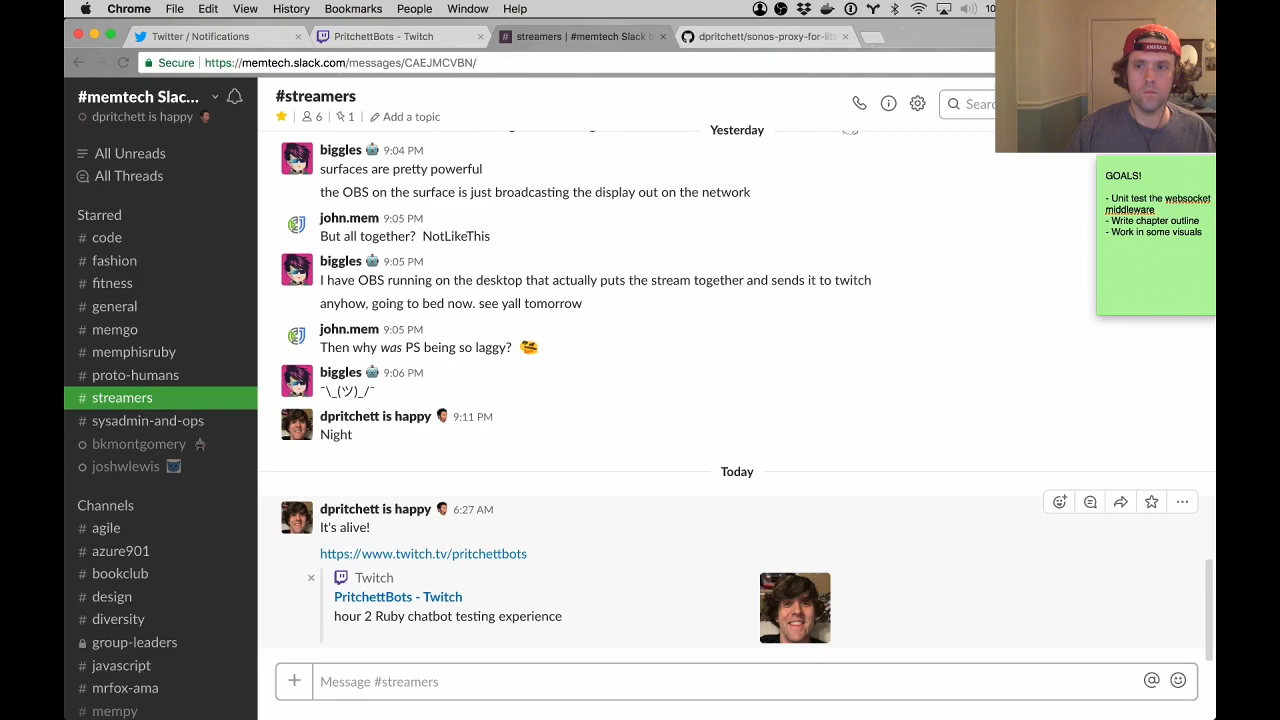 Chrome File Edit View History Bookmarks People Window Help 10
Twitter / Notifications
PritchettBots - Twitch
streamers | #memtech Slack
dpritchett/sonos-proxy-for-lit
Secure https://memtech.slack.com/messages/CAEJMCVBN/
#memtech Slac...
dpritchett is happy
All Unreads
All Threads
Starred
# code
# fashion
# fitness
# general
# memgo
# memphisruby
# proto-humans
# streamers
# sysadmin-and-ops
bkmontgomery
joshwlewis
Channels
# agile
# azure901
# bookclub
# design
# diversity
group-leaders
# javascript
# mrfox-ama
# mempy
#streamers
6 | 1 | Add a topic
Sear
Yesterday
biggles 9:04 PM
surfaces are pretty powerful
the OBS on the surface is just broadcasting the display out on the network
john.mem 9:05 PM
But all together? NotLikeThis
biggles 9:05 PM
I have OBS running on the desktop that actually puts the stream together and sends it to twitch
anyhow, going to bed now. see yall tomorrow
john.mem 9:05 PM
Then why was PS being so laggy?
biggles 9:06 PM
¯\_(ツ)_/¯
dpritchett is happy 9:11 PM
Night
Today
dpritchett is happy 6:27 AM
It's alive!
https://www.twitch.tv/pritchettbots
Twitch
PritchettBots - Twitch
hour 2 Ruby chatbot testing experience
Message #streamers
GOALS!
- Unit test the websocket
middleware
- Write chapter outline
- Work in some visuals